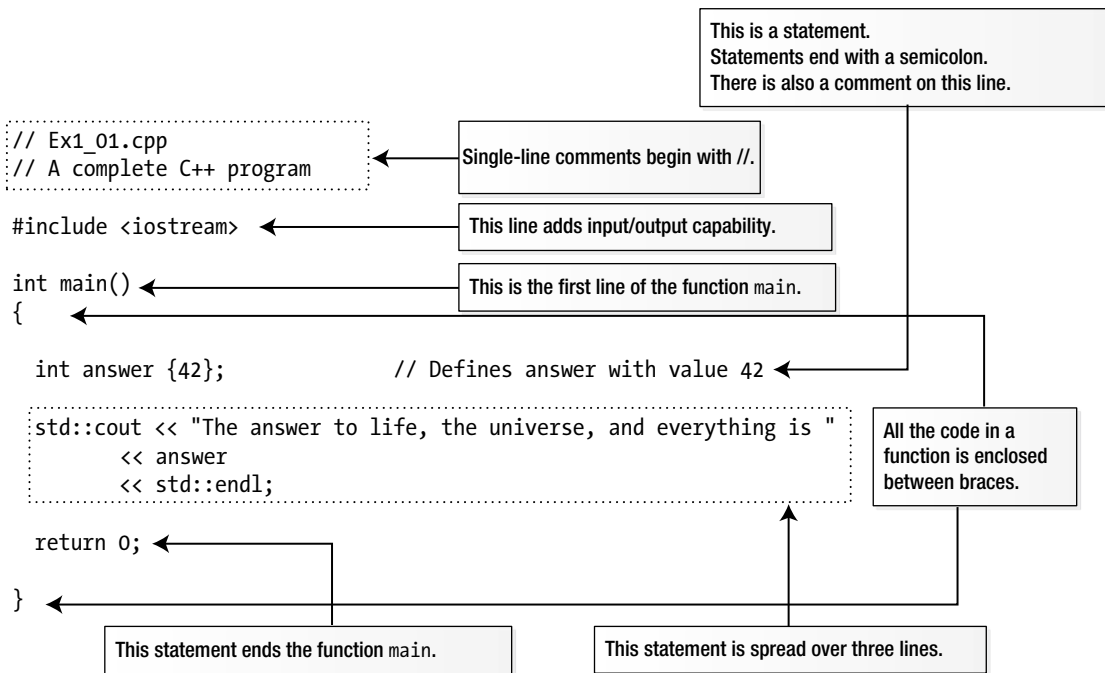 This is a statement.
Statements end with a semicolon.
There is also a comment on this line.
// Ex1_01.cpp
// A complete C++ program
Single-line comments begin with //.
#include <iostream>
This line adds input/output capability.
int main()
This is the first line of the function main.
{
int answer {42};                // Defines answer with value 42
std::cout << "The answer to life, the universe, and everything is "
<< answer
<< std::endl;
All the code in a
function is enclosed
between braces.
return 0;
}
This statement ends the function main.
This statement is spread over three lines.